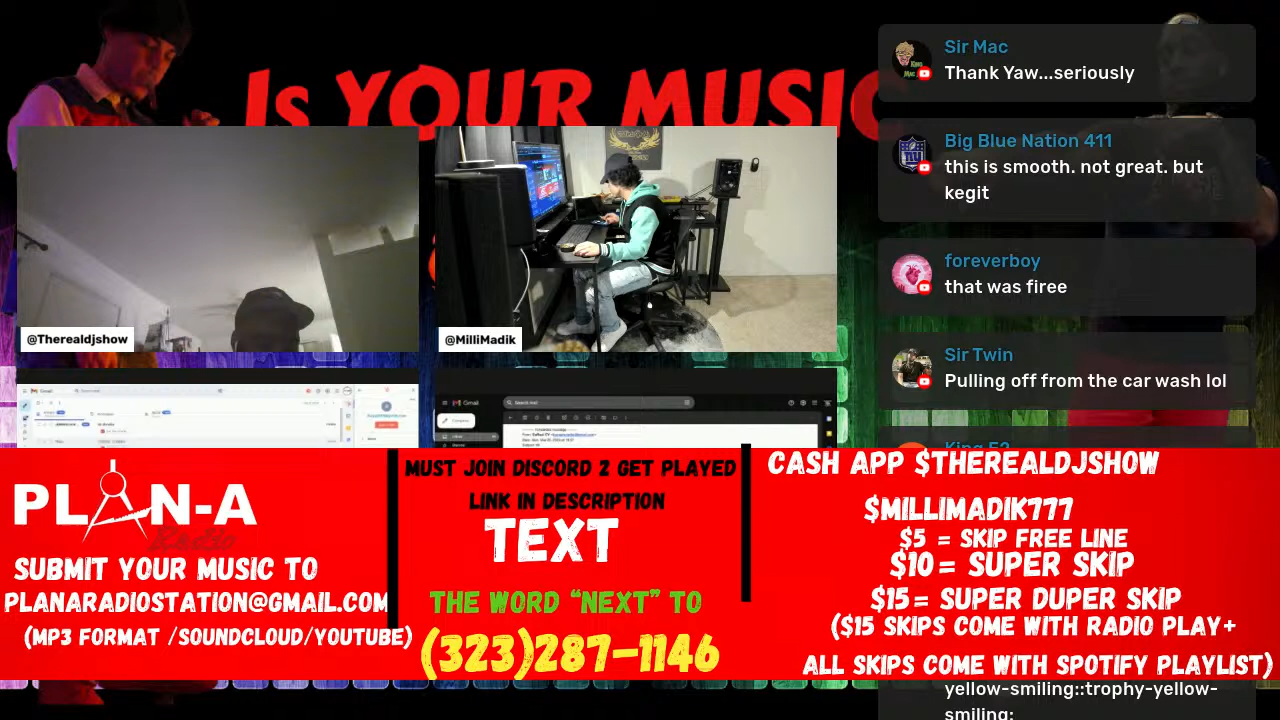 Is YOUR MUSIC
@Therealdjshow
@MilliMadik
Gmail
Gmail
Search mail
Sir Mac
Thank Yaw...seriously
Big Blue Nation 411
this is smooth. not great. but
kegit
foreverboy
that was firee
Sir Twin
Pulling off from the car wash lol
PLAN-A
Radio
SUBMIT YOUR MUSIC TO
PLANARADIOSTATION@GMAIL.COM
(MP3 FORMAT /SOUNDCLOUD/YOUTUBE)
MUST JOIN DISCORD 2 GET PLAYED
LINK IN DESCRIPTION
TEXT
THE WORD “NEXT” TO
(323)287-1146
CASH APP $THEREALDJSHOW
$MILLIMADIK777
$5 = SKIP FREE LINE
$10 = SUPER SKIP
$15 = SUPER DUPER SKIP
($15 SKIPS COME WITH RADIO PLAY+
ALL SKIPS COME WITH SPOTIFY PLAYLIST)
yellow-smiling::trophy-yellow-
smiling: